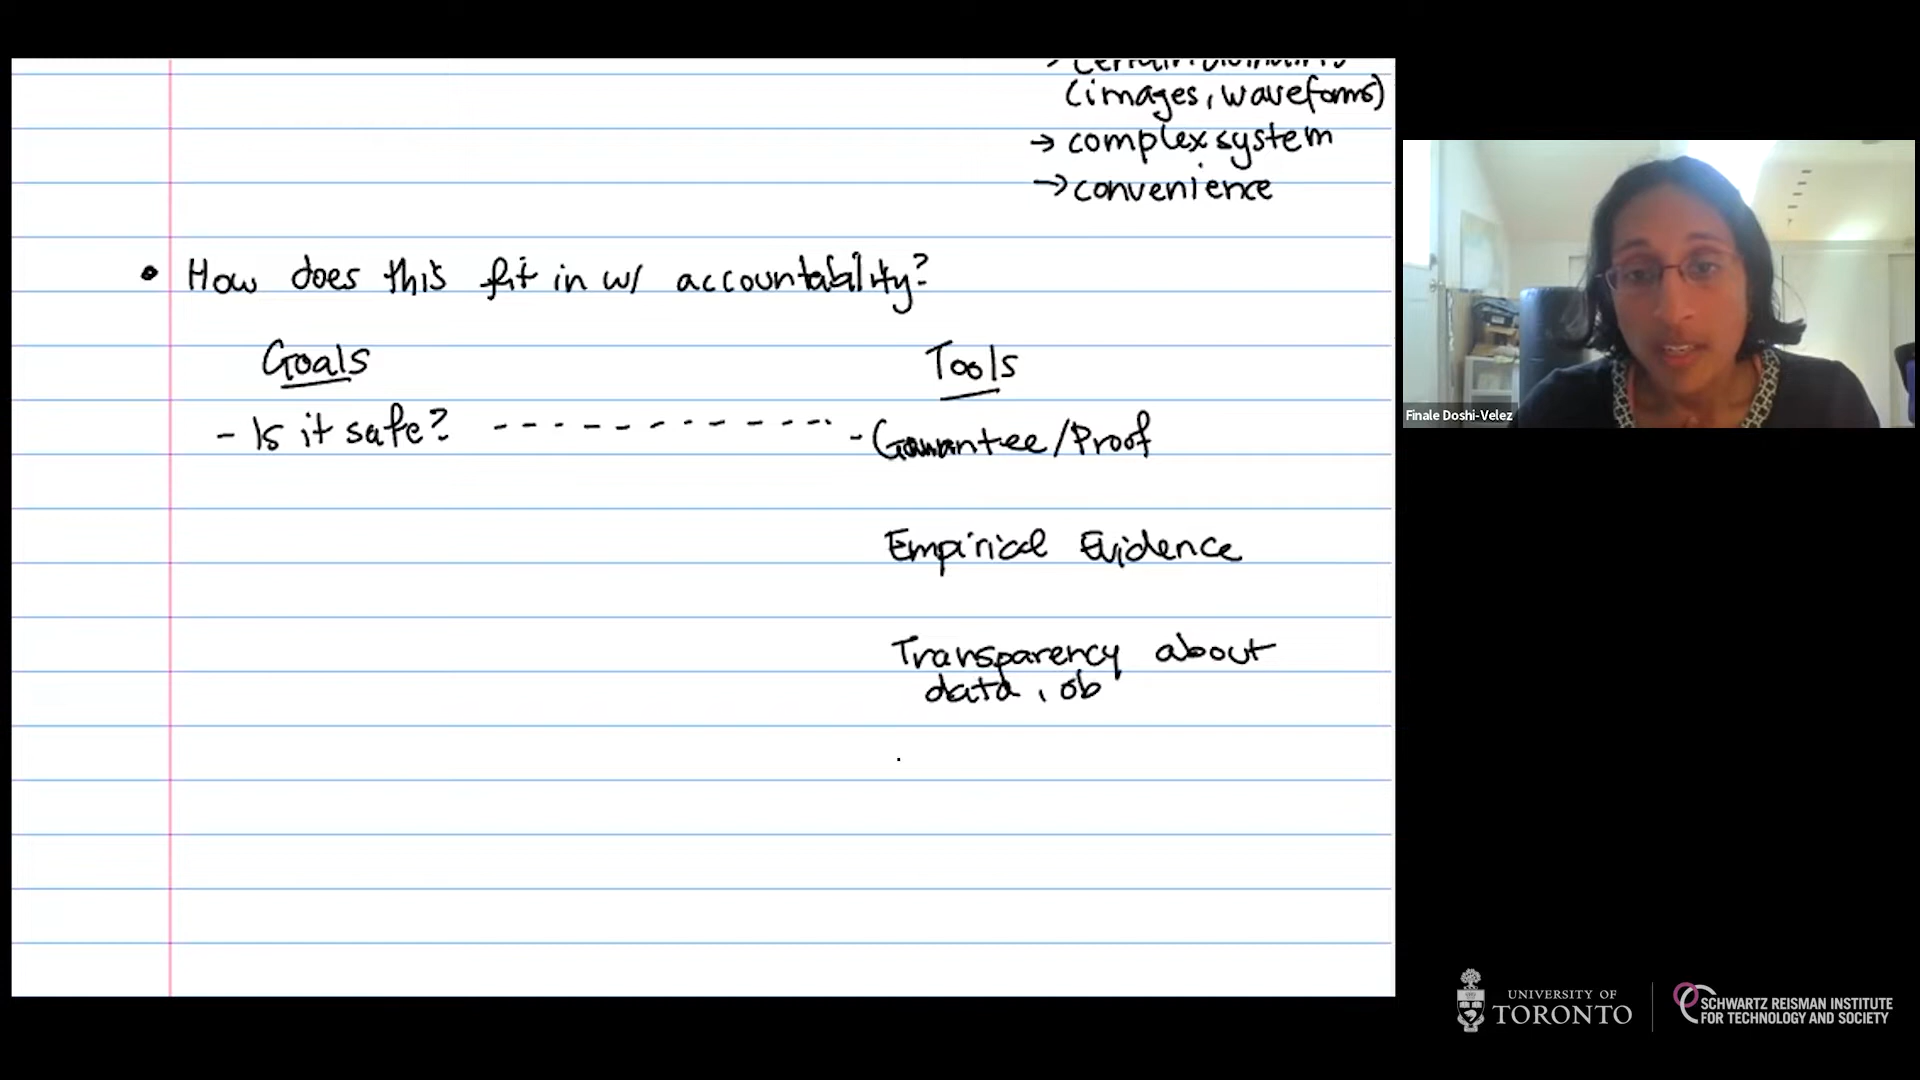 (images, waveforms)
→ complex system
→ convenience
• How does this fit in w/ accountability?
Goals Tools
- Is it safe? - - - - - - - - - - - - Guarantee/Proof
Empirical Evidence
Transparency about
data, ob
Finale Doshi-Velez
UNIVERSITY OF
TORONTO
SCHWARTZ REISMAN INSTITUTE
FOR TECHNOLOGY AND SOCIETY